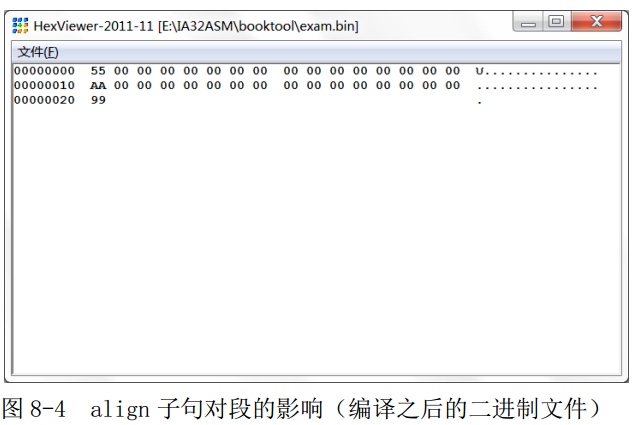 HexViewer-2011-11 [E:\IA32ASM\booktool\exam.bin]
文件(F)
00000000 55 00 00 00 00 00 00 00 00 00 00 00 00 00 00 00 U...............
00000010 AA 00 00 00 00 00 00 00 00 00 00 00 00 00 00 00 ................
00000020 99 .
图 8-4 align 子句对段的影响（编译之后的二进制文件）